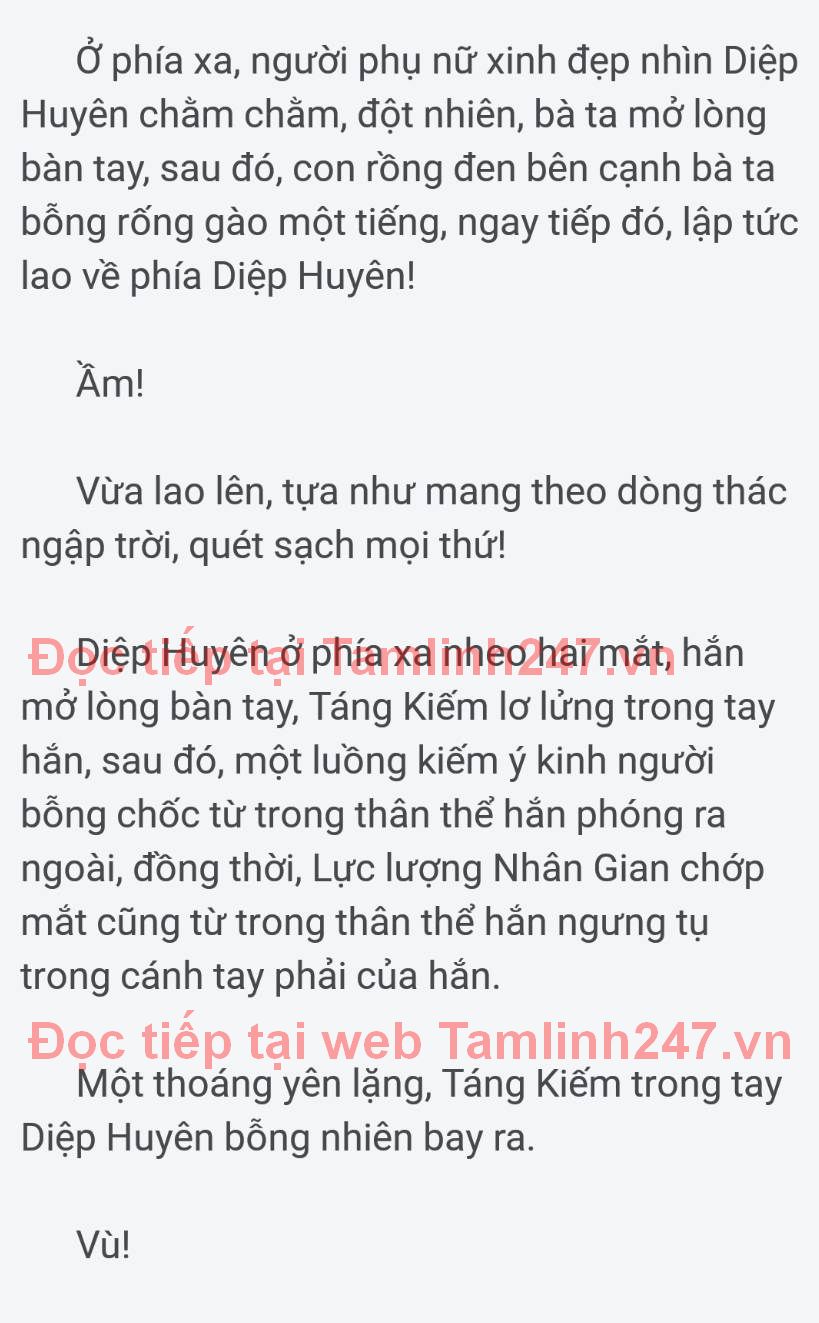 Ở phía xa, người phụ nữ xinh đẹp nhìn Diệp
Huyên chằm chằm, đột nhiên, bà ta mở lòng
bàn tay, sau đó, con rồng đen bên cạnh bà ta
bỗng rống gào một tiếng, ngay tiếp đó, lập tức
lao về phía Diệp Huyên!
Ầm!
Vừa lao lên, tựa như mang theo dòng thác
ngập trời, quét sạch mọi thứ!
Diệp Huyên ở phía xa nheo hai mắt, hắn
Đọc tiếp tại Tamlinh247.vn
mở lòng bàn tay, Táng Kiếm lơ lửng trong tay
hắn, sau đó, một luồng kiếm ý kinh người
bỗng chốc từ trong thân thể hắn phóng ra
ngoài, đồng thời, Lực lượng Nhân Gian chớp
mắt cũng từ trong thân thể hắn ngưng tụ
trong cánh tay phải của hắn.
Đọc tiếp tại web Tamlinh247.vn
Một thoáng yên lặng, Táng Kiếm trong tay
Diệp Huyên bỗng nhiên bay ra.
Vù!